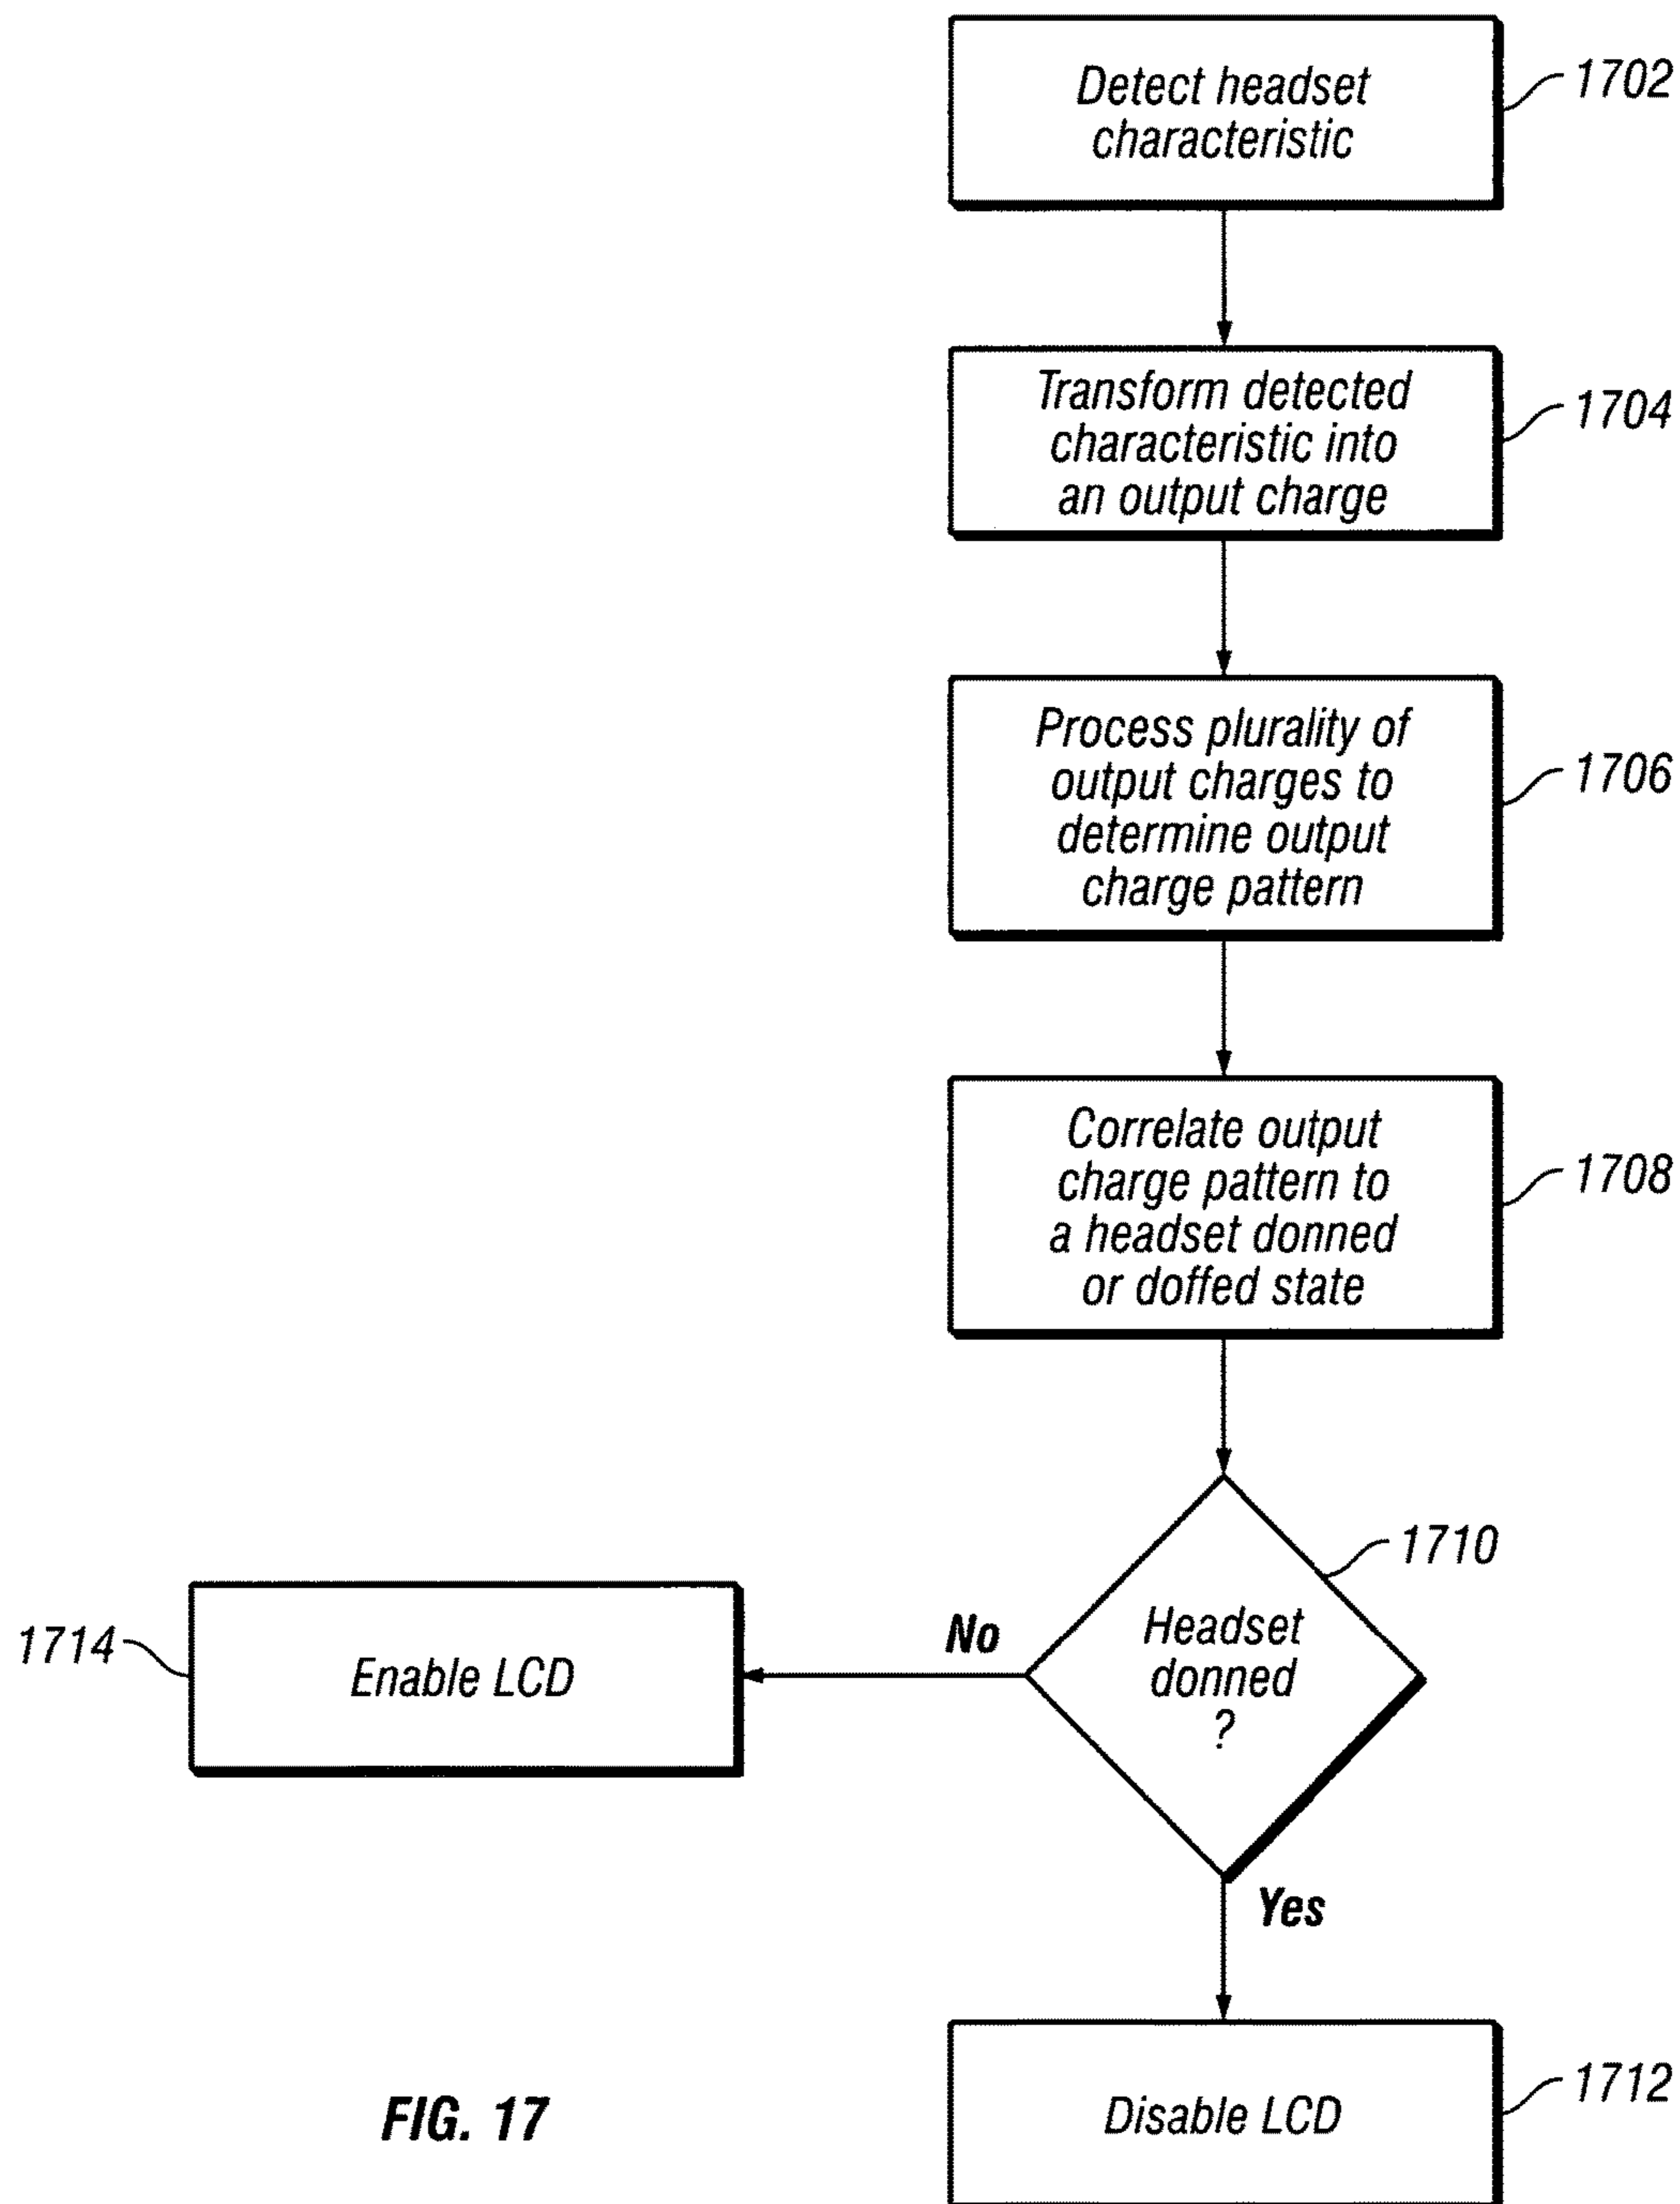 Detect headset
characteristic
1702
Transform detected
characteristic into
an output charge
1704
Process plurality of
output charges to
determine output
charge pattern
1706
Correlate output
charge pattern to
a headset donned
or doffed state
1708
Headset
donned
?
1710
No
Enable LCD
1714
Yes
Disable LCD
1712
FIG. 17